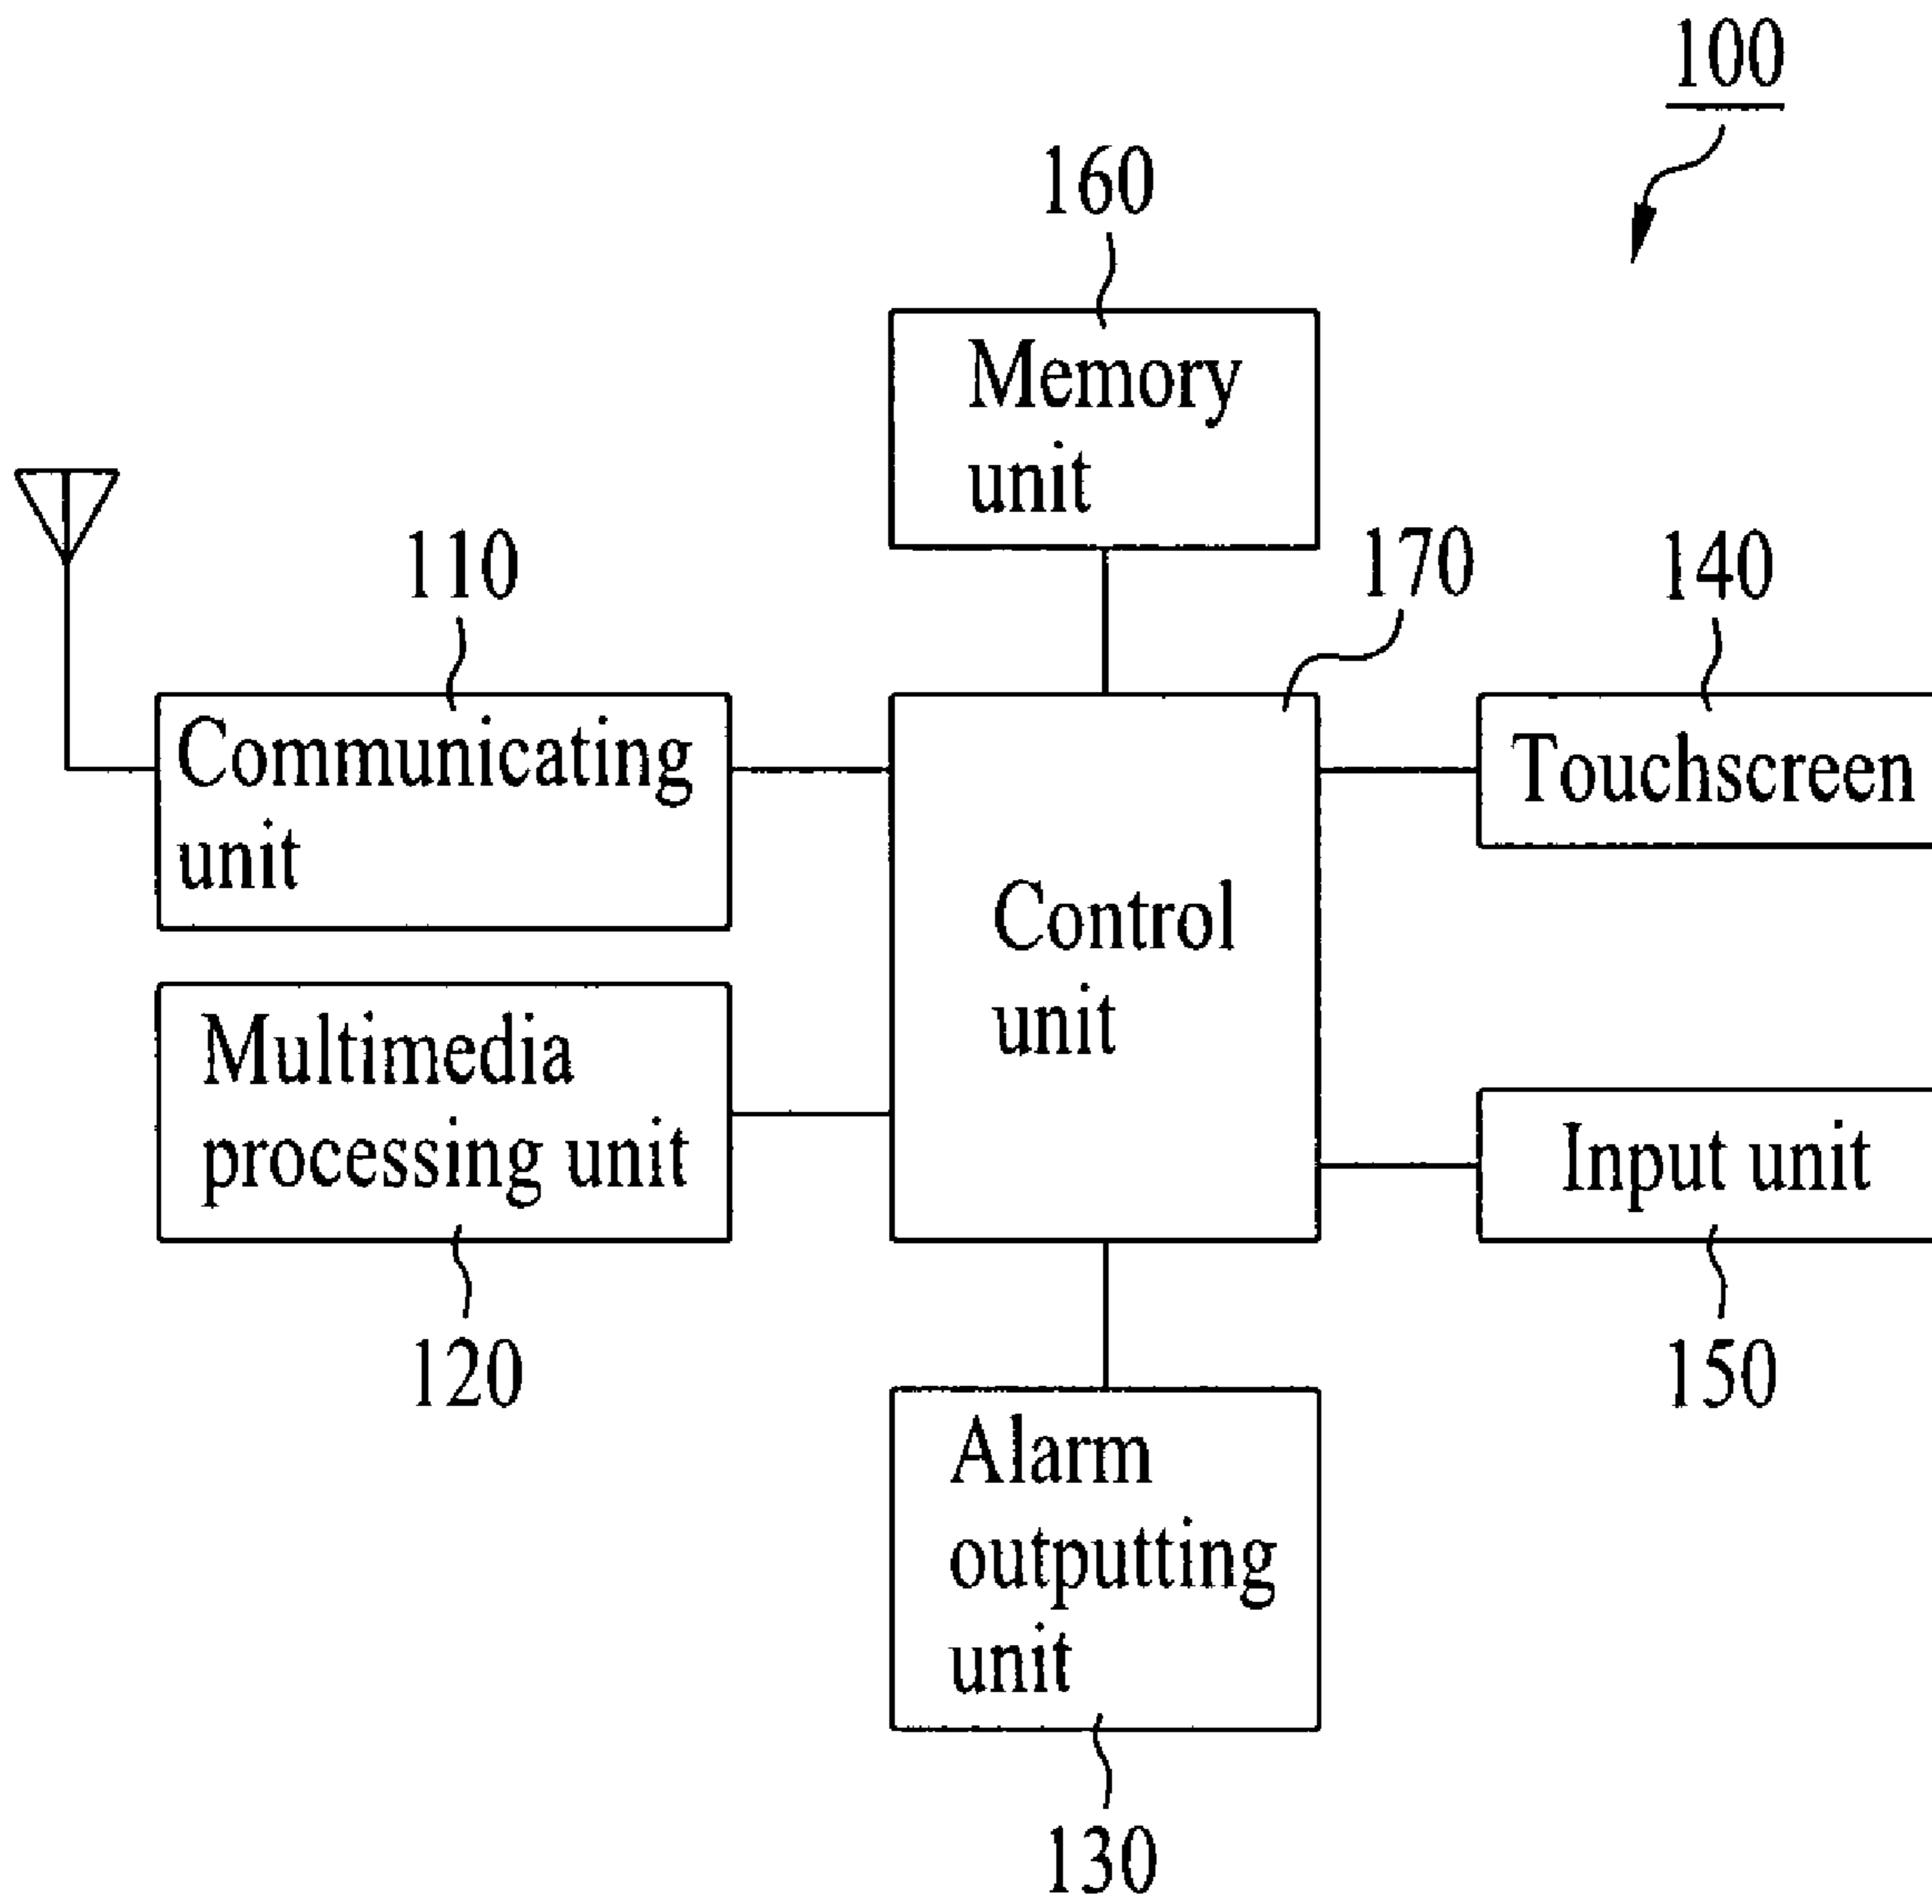 100
160
Memory
unit
110
170
140
Communicating
unit
Touchscreen
Control
unit
Multimedia
processing unit
Input unit
120
150
Alarm
outputting
unit
130